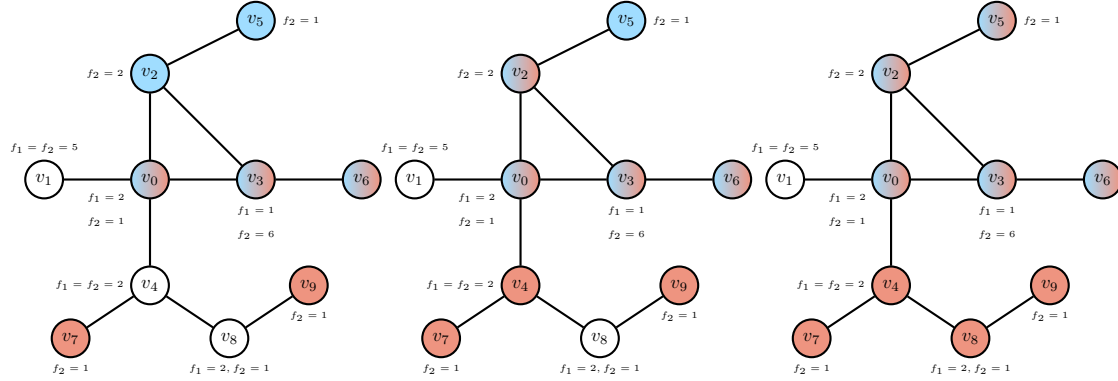 v5 f2 = 1
f2 = 2 v2
f1 = f2 = 5
v1 v0 v3 v6
f1 = 2 f1 = 1
f2 = 1 f2 = 6
f1 = f2 = 2 v4 v9
f2 = 1
v7 v8
f2 = 1 f1 = 2, f2 = 1
v5 f2 = 1
f2 = 2 v2
f1 = f2 = 5
v1 v0 v3 v6
f1 = 2 f1 = 1
f2 = 1 f2 = 6
f1 = f2 = 2 v4 v9
f2 = 1
v7 v8
f2 = 1 f1 = 2, f2 = 1
v5 f2 = 1
f2 = 2 v2
f1 = f2 = 5
v1 v0 v3 v6
f1 = 2 f1 = 1
f2 = 1 f2 = 6
f1 = f2 = 2 v4 v9
f2 = 1
v7 v8
f2 = 1 f1 = 2, f2 = 1